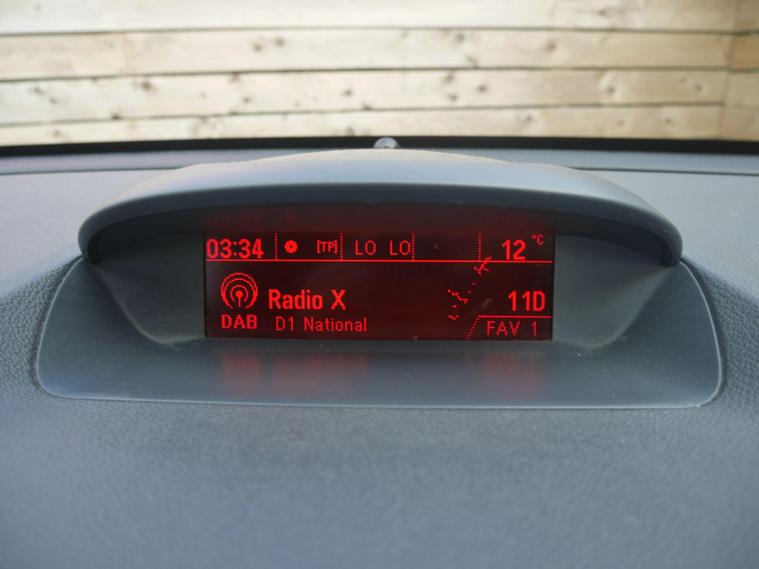 03:34 [TP] LO LO 12 °C
Radio X 11D
DAB D1 National FAV 1